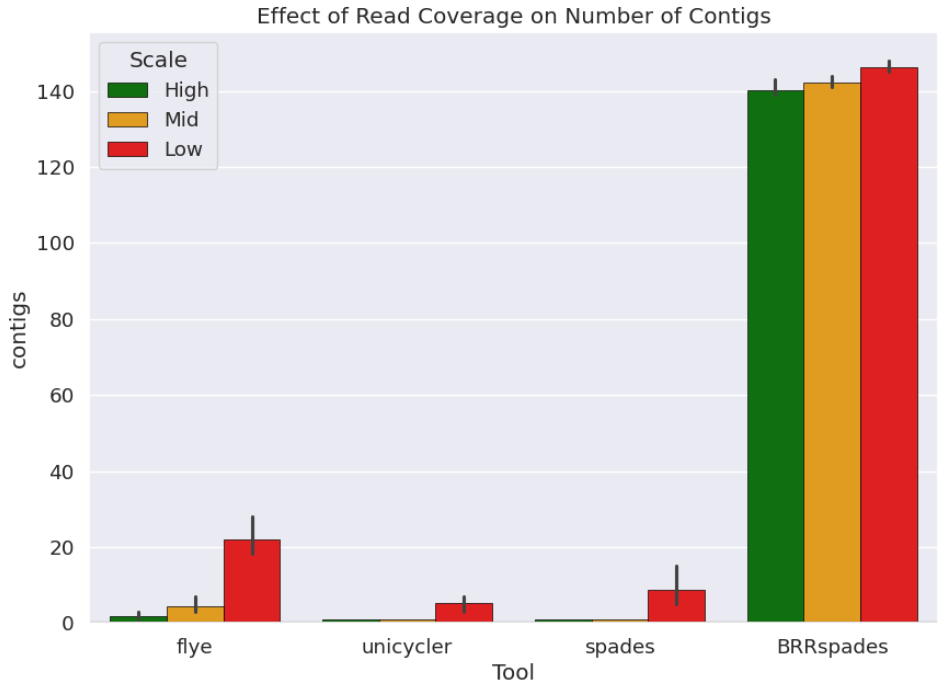 Effect of Read Coverage on Number of Contigs
Scale
High
Mid
Low
contigs
140
120
100
80
60
40
20
0
flye unicycler spades BRRspades
Tool